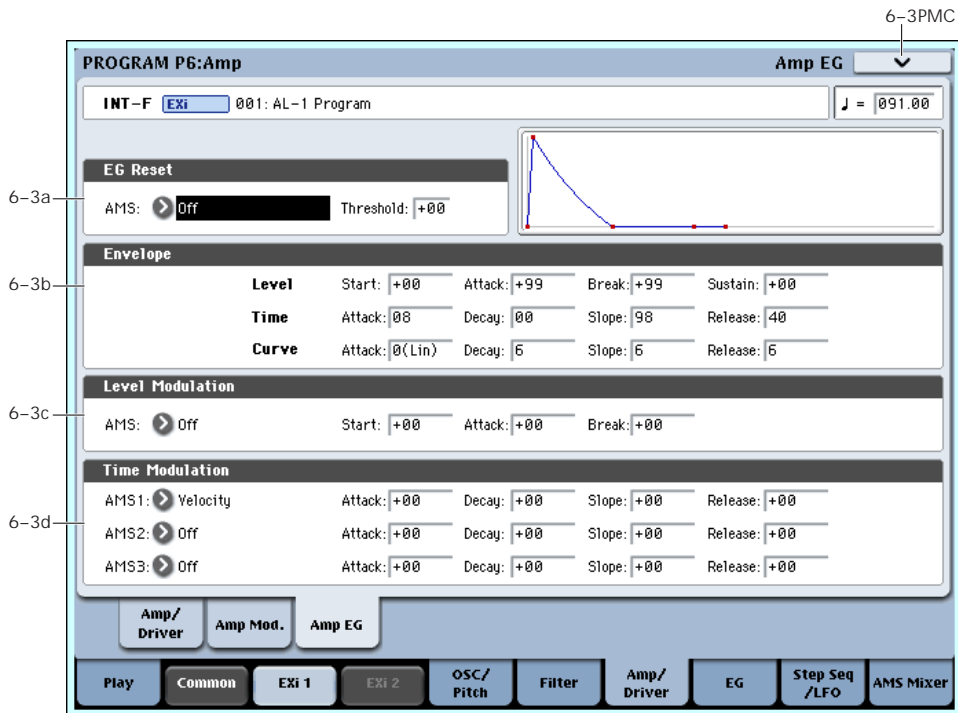 6–3PMC
PROGRAM P6:Amp Amp EG
INT–F EXi 001: AL–1 Program ♩ = 091.00
EG Reset
6–3a
AMS: Off Threshold: +00
Envelope
6–3b
Level Start: +00 Attack: +99 Break: +99 Sustain: +00
Time Attack: 08 Decay: 00 Slope: 98 Release: 40
Curve Attack: 0(Lin) Decay: 6 Slope: 6 Release: 6
Level Modulation
6–3c
AMS: Off Start: +00 Attack: +00 Break: +00
Time Modulation
AMS1: Velocity Attack: +00 Decay: +00 Slope: +00 Release: +00
6–3d
AMS2: Off Attack: +00 Decay: +00 Slope: +00 Release: +00
AMS3: Off Attack: +00 Decay: +00 Slope: +00 Release: +00
Amp/
Driver Amp Mod. Amp EG
Play Common EXi 1 EXi 2 OSC/
Pitch Filter Amp/
Driver EG Step Seq
/LFO AMS Mixer